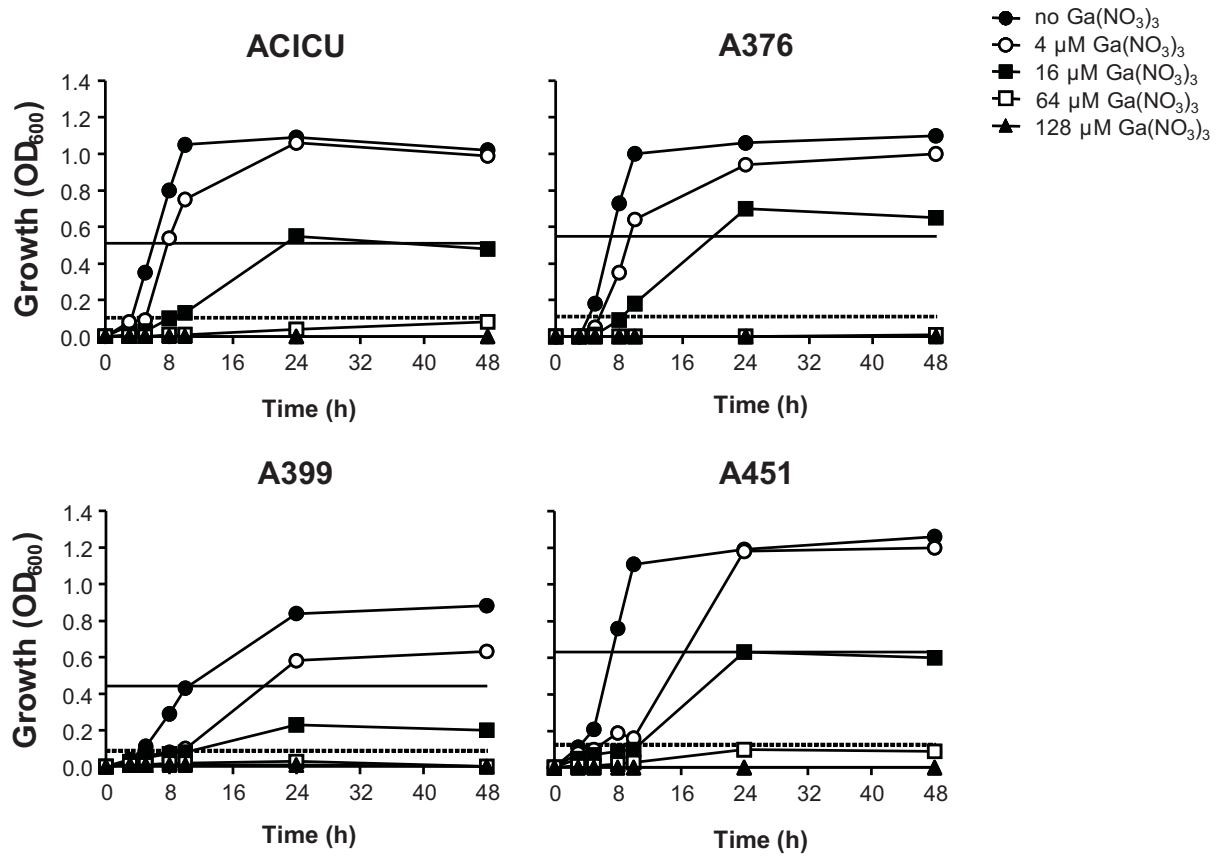 no Ga(NO₃)₃
4 µM Ga(NO₃)₃
16 µM Ga(NO₃)₃
64 µM Ga(NO₃)₃
128 µM Ga(NO₃)₃
ACICU
Growth (OD₆₀₀)
1.4
1.2
1.0
0.8
0.6
0.4
0.2
0.0
0 8 16 24 32 40 48
Time (h)
A376
0 8 16 24 32 40 48
Time (h)
A399
Growth (OD₆₀₀)
1.4
1.2
1.0
0.8
0.6
0.4
0.2
0.0
0 8 16 24 32 40 48
Time (h)
A451
0 8 16 24 32 40 48
Time (h)